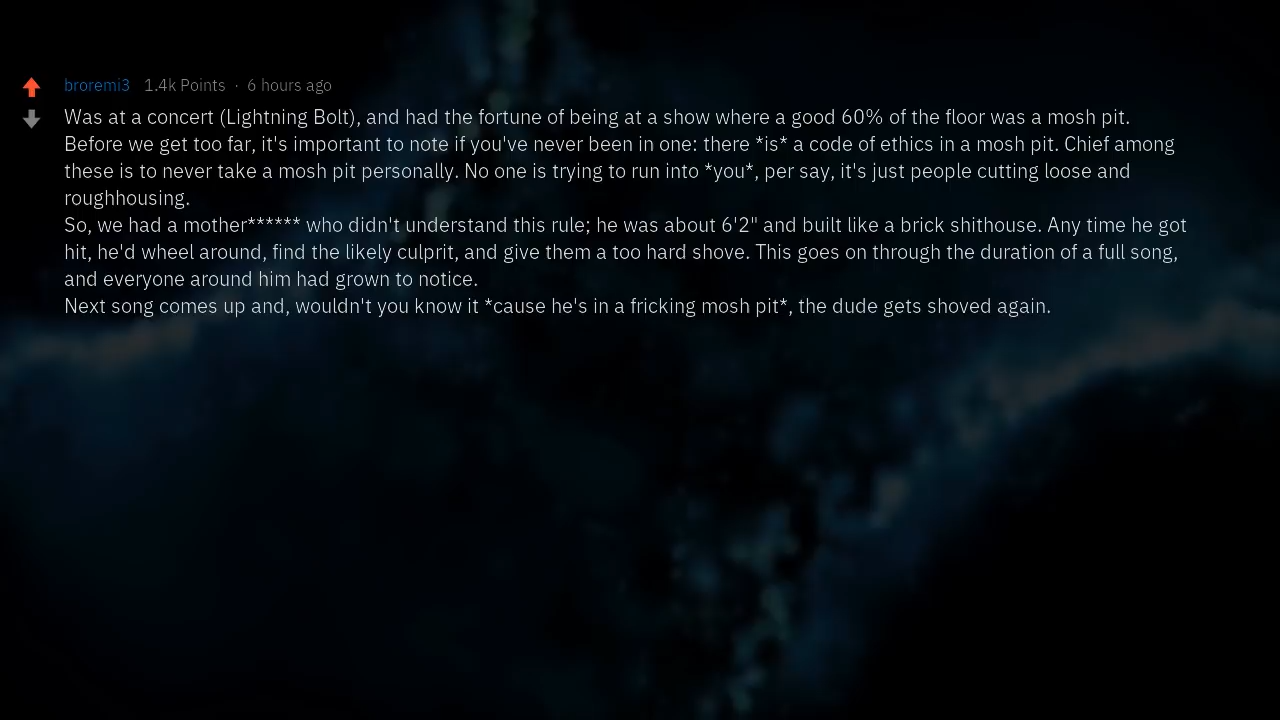 broremi3 1.4k Points · 6 hours ago
Was at a concert (Lightning Bolt), and had the fortune of being at a show where a good 60% of the floor was a mosh pit.
Before we get too far, it's important to note if you've never been in one: there *is* a code of ethics in a mosh pit. Chief among
these is to never take a mosh pit personally. No one is trying to run into *you*, per say, it's just people cutting loose and
roughhousing.
So, we had a mother****** who didn't understand this rule; he was about 6'2" and built like a brick shithouse. Any time he got
hit, he'd wheel around, find the likely culprit, and give them a too hard shove. This goes on through the duration of a full song,
and everyone around him had grown to notice.
Next song comes up and, wouldn't you know it *cause he's in a fricking mosh pit*, the dude gets shoved again.